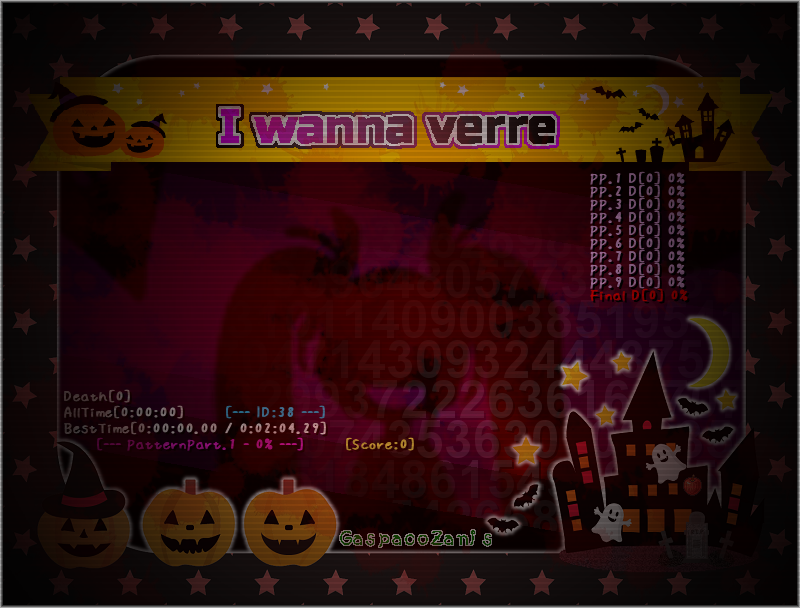 I wanna verre
PP.1 D[0] 0%
PP.2 D[0] 0%
PP.3 D[0] 0%
PP.4 D[0] 0%
PP.5 D[0] 0%
PP.6 D[0] 0%
PP.7 D[0] 0%
PP.8 D[0] 0%
PP.9 D[0] 0%
Final D[0] 0%
Death[0]
AllTime[0:00:00] [--- ID:38 ---]
BestTime[0:00:00.00 / 0:02:04.29]
[--- PatternPart.1 - 0% ---] [Score:0]
GaspacoZanis